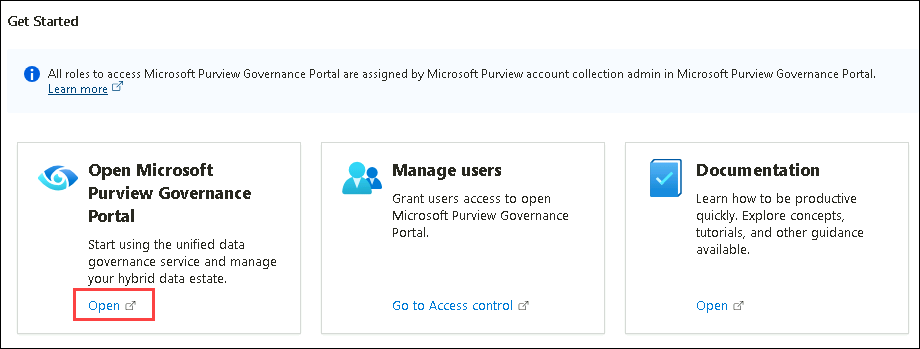 Get Started
All roles to access Microsoft Purview Governance Portal are assigned by Microsoft Purview account collection admin in Microsoft Purview Governance Portal.
Learn more
Open Microsoft
Purview Governance
Portal
Start using the unified data
governance service and manage
your hybrid data estate.
Open
Manage users
Grant users access to open
Microsoft Purview Governance
Portal.
Go to Access control
Documentation
Learn how to be productive
quickly. Explore concepts,
tutorials, and other guidance
available.
Open